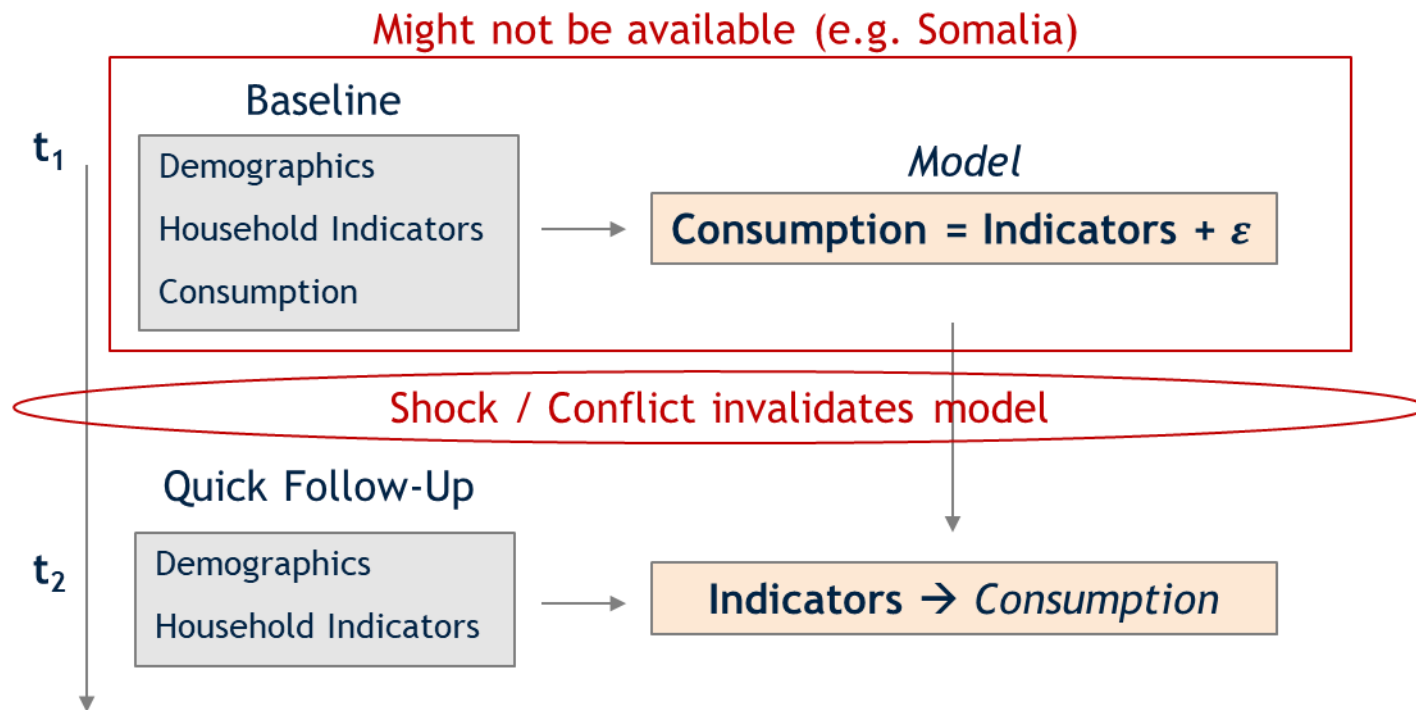 Might not be available (e.g. Somalia)
Baseline
t₁
Demographics
Household Indicators
Consumption
Model
Consumption = Indicators + ε
Shock / Conflict invalidates model
Quick Follow-Up
t₂
Demographics
Household Indicators
Indicators → Consumption